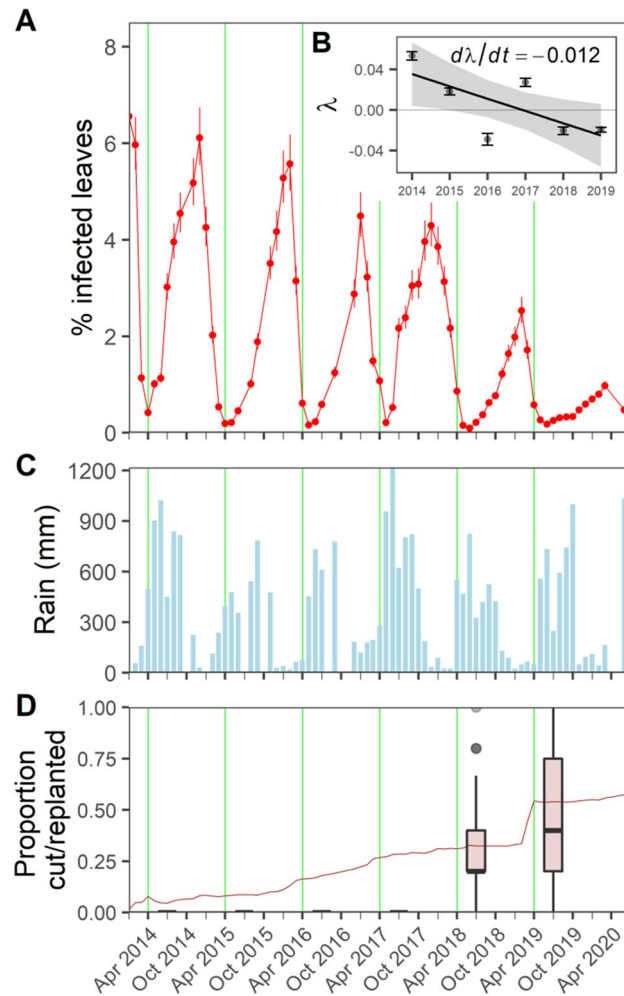 A
8
6
4
2
0
% infected leaves
B
dλ/dt = −0.012
0.04
0.00
-0.04
λ
2014 2015 2016 2017 2018 2019
C
1200
900
600
300
0
Rain (mm)
D
1.00
0.75
0.50
0.25
0.00
Proportion
cut/replanted
Apr 2014
Oct 2014
Apr 2015
Oct 2015
Apr 2016
Oct 2016
Apr 2017
Oct 2017
Apr 2018
Oct 2018
Apr 2019
Oct 2019
Apr 2020